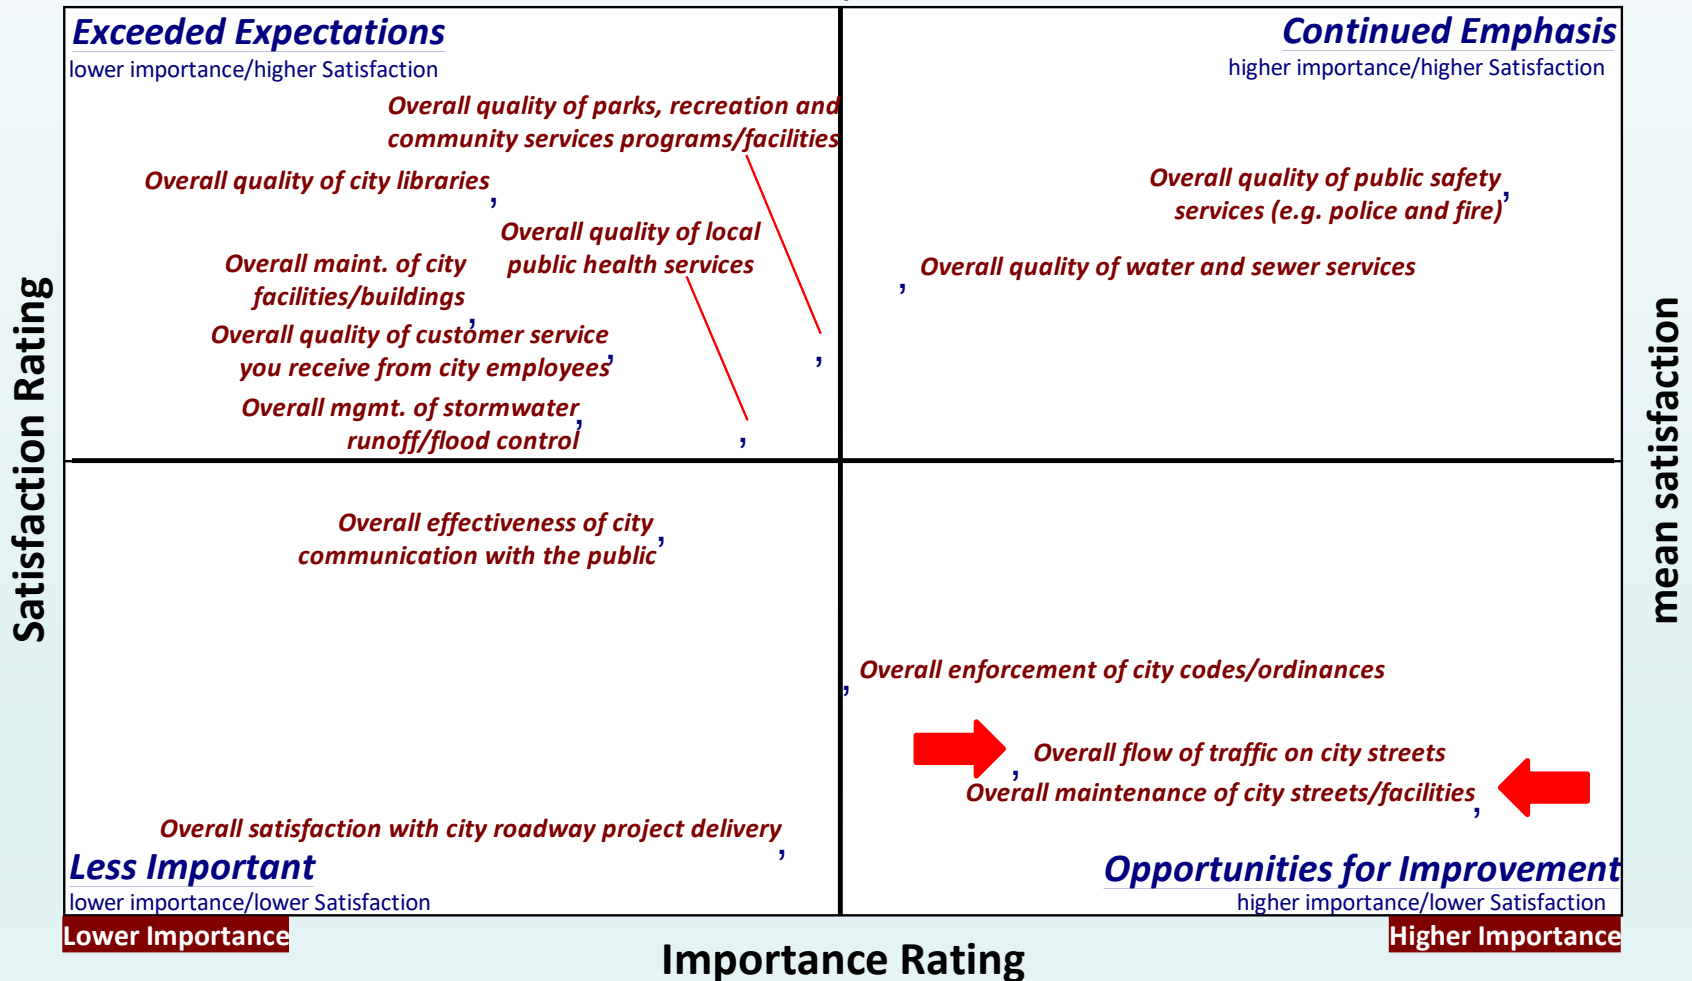 Exceeded Expectations
lower importance/higher Satisfaction
Continued Emphasis
higher importance/higher Satisfaction
Overall quality of parks, recreation and
community services programs/facilities
Overall quality of city libraries
Overall quality of public safety
services (e.g. police and fire)
Overall quality of local
public health services
Overall maint. of city
facilities/buildings
Overall quality of water and sewer services
Overall quality of customer service
you receive from city employees
Overall mgmt. of stormwater
runoff/flood control
Satisfaction Rating
mean satisfaction
Overall effectiveness of city
communication with the public
Overall enforcement of city codes/ordinances
Overall flow of traffic on city streets
Overall maintenance of city streets/facilities
Overall satisfaction with city roadway project delivery
Less Important
lower importance/lower Satisfaction
Opportunities for Improvement
higher importance/lower Satisfaction
Lower Importance
Higher Importance
Importance Rating